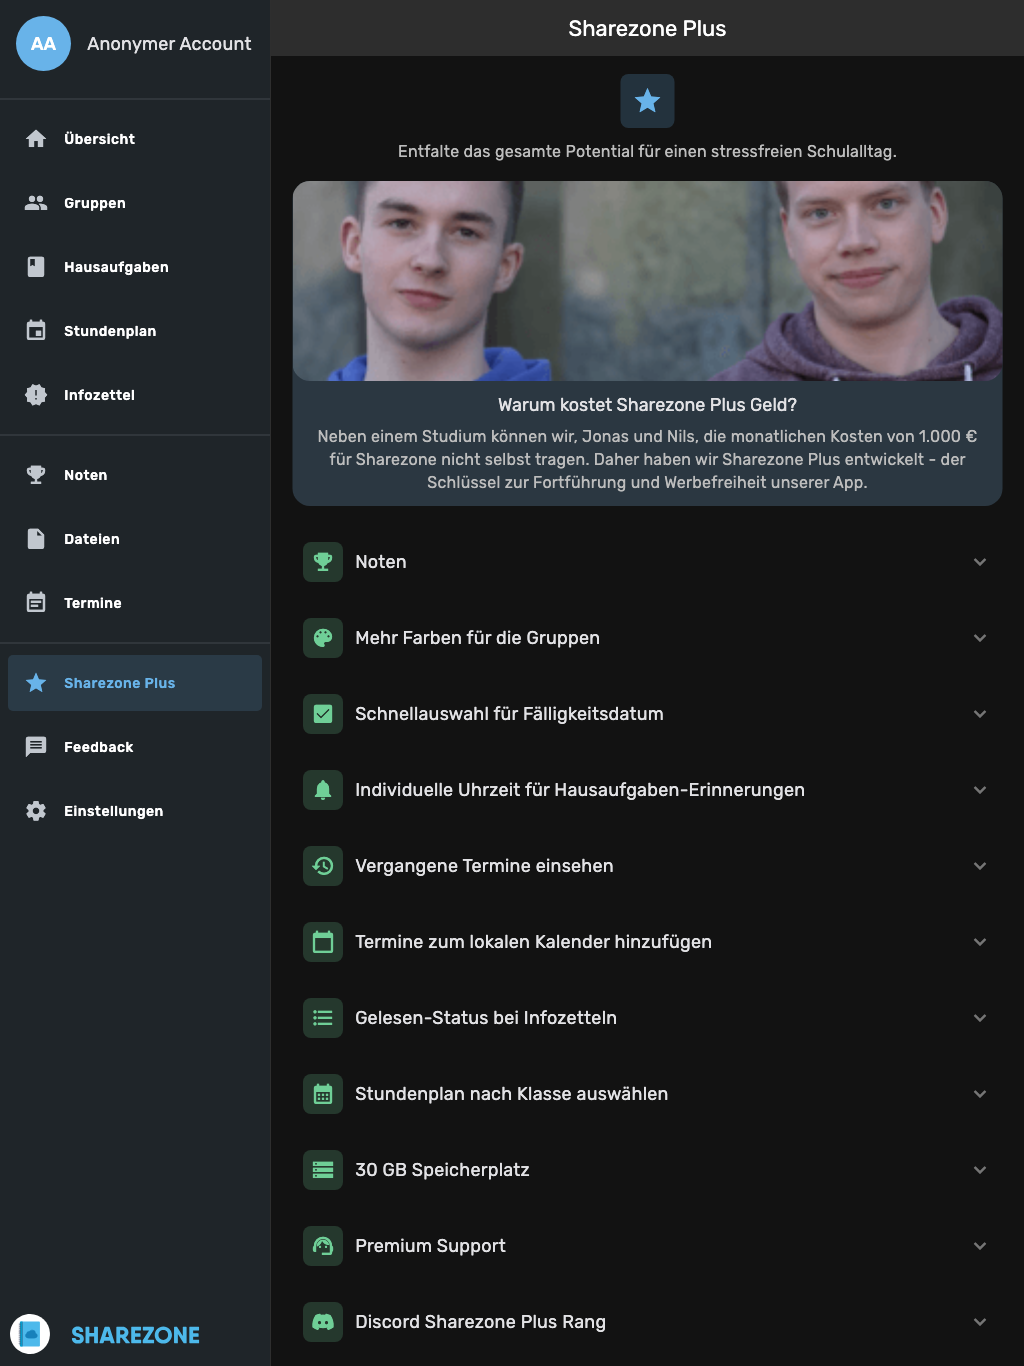 AA
Anonymer Account
Übersicht
Gruppen
Hausaufgaben
Stundenplan
Infozettel
Noten
Dateien
Termine
Sharezone Plus
Feedback
Einstellungen
SHAREZONE
Sharezone Plus
Entfalte das gesamte Potential für einen stressfreien Schulalltag.
Warum kostet Sharezone Plus Geld?
Neben einem Studium können wir, Jonas und Nils, die monatlichen Kosten von 1.000 €
für Sharezone nicht selbst tragen. Daher haben wir Sharezone Plus entwickelt - der
Schlüssel zur Fortführung und Werbefreiheit unserer App.
Noten
Mehr Farben für die Gruppen
Schnellauswahl für Fälligkeitsdatum
Individuelle Uhrzeit für Hausaufgaben-Erinnerungen
Vergangene Termine einsehen
Termine zum lokalen Kalender hinzufügen
Gelesen-Status bei Infozetteln
Stundenplan nach Klasse auswählen
30 GB Speicherplatz
Premium Support
Discord Sharezone Plus Rang